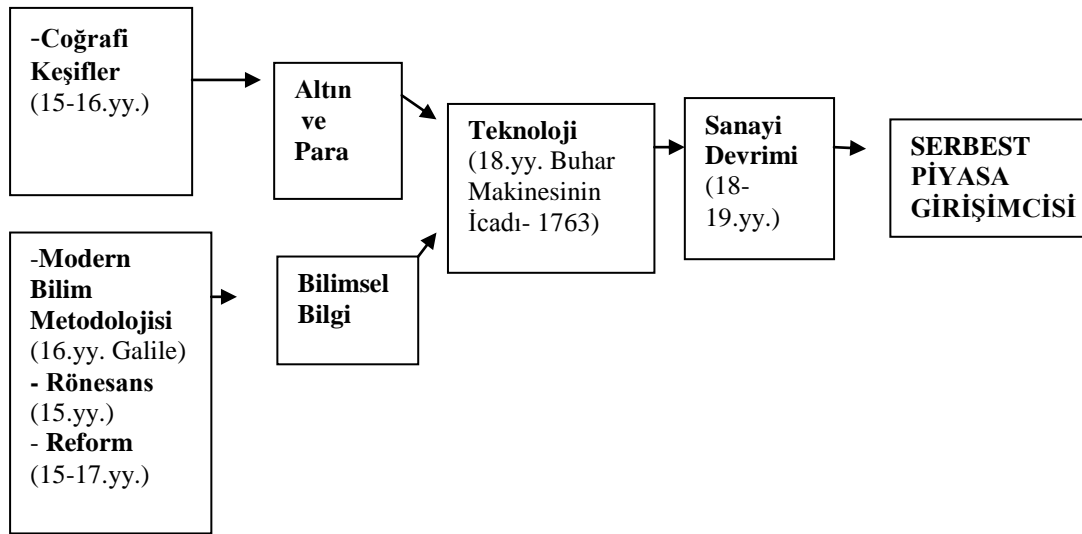 -Coğrafi
Keşifler
(15-16.yy.)
Altın
ve
Para
Teknoloji
(18.yy. Buhar
Makinesinin
İcadı- 1763)
Sanayi
Devrimi
(18-
19.yy.)
SERBEST
PİYASA
GİRİŞİMCİSİ
-Modern
Bilim
Metodolojisi
(16.yy. Galile)
- Rönesans
(15.yy.)
- Reform
(15-17.yy.)
Bilimsel
Bilgi